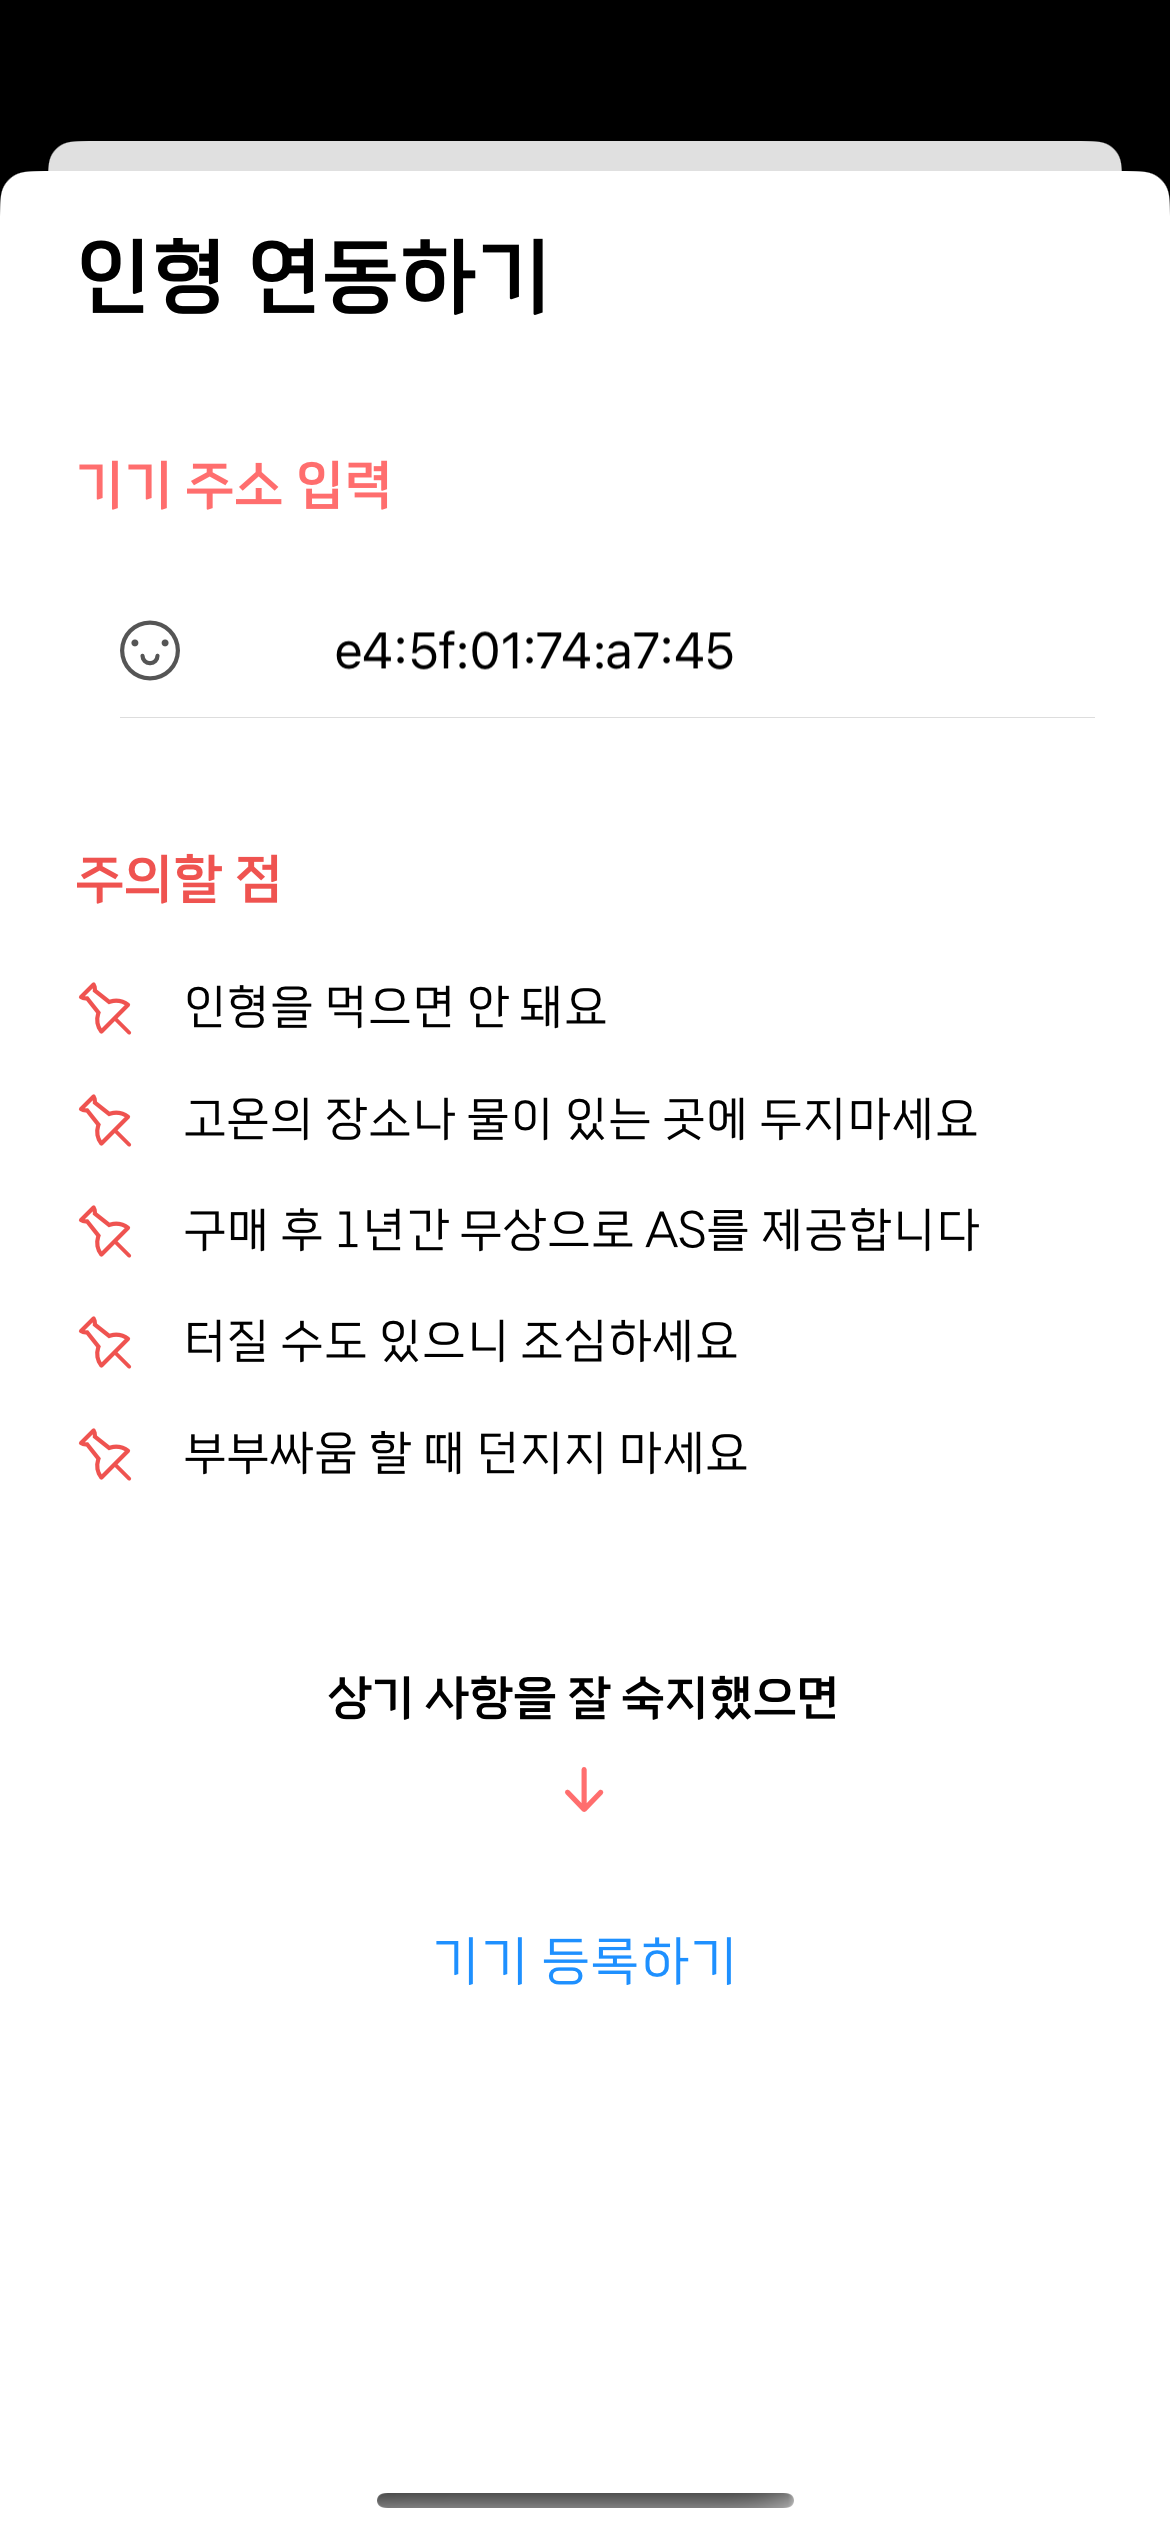 인형 연동하기
기기 주소 입력
e4:5f:01:74:a7:45
주의할 점
인형을 먹으면 안 돼요
고온의 장소나 물이 있는 곳에 두지마세요
구매 후 1년간 무상으로 AS를 제공합니다
터질 수도 있으니 조심하세요
부부싸움 할 때 던지지 마세요
상기 사항을 잘 숙지했으면
기기 등록하기